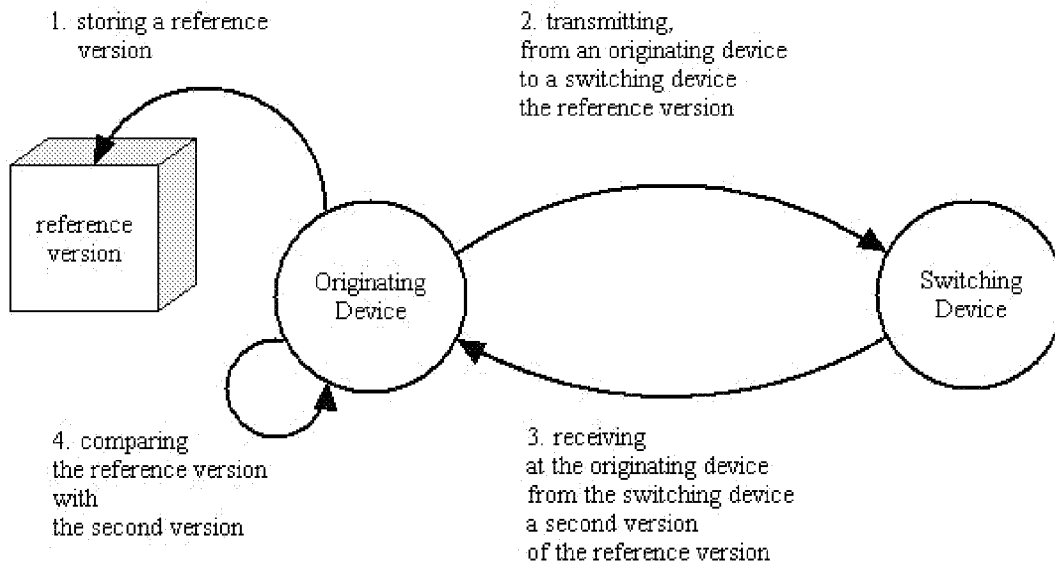 1. storing a reference
version
2. transmitting,
from an originating device
to a switching device
the reference version
reference
version
Originating
Device
Switching
Device
4. comparing
the reference version
with
the second version
3. receiving
at the originating device
from the switching device
a second version
of the reference version